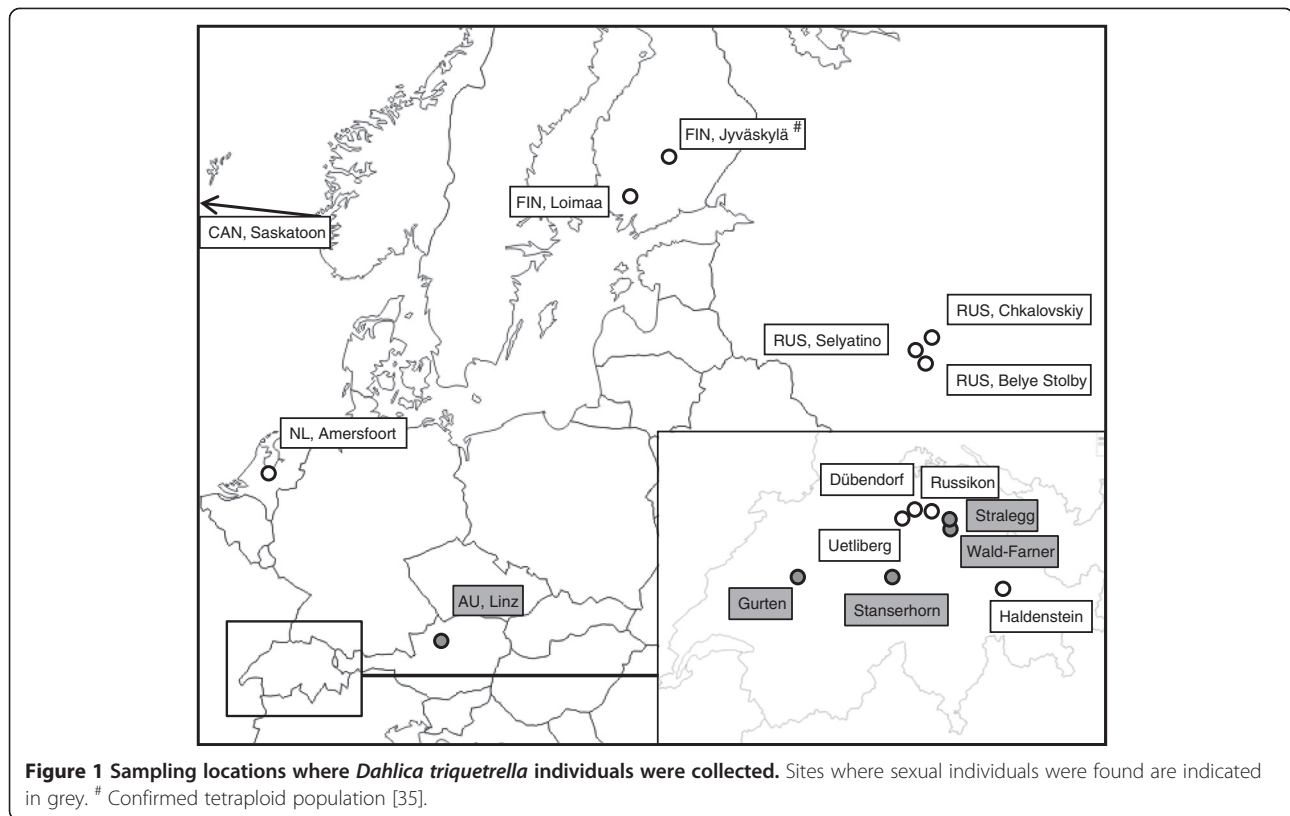 FIN, Jyväskylä #
FIN, Loimaa
CAN, Saskatoon
RUS, Chkalovskiy
RUS, Selyatino
RUS, Belye Stolby
NL, Amersfoort
Dübendorf
Russikon
Stralegg
Uetliberg
Wald-Farner
AU, Linz
Gurten
Stanserhorn
Haldenstein
Figure 1 Sampling locations where Dahlica triquetrella individuals were collected. Sites where sexual individuals were found are indicated
in grey. # Confirmed tetraploid population [35].